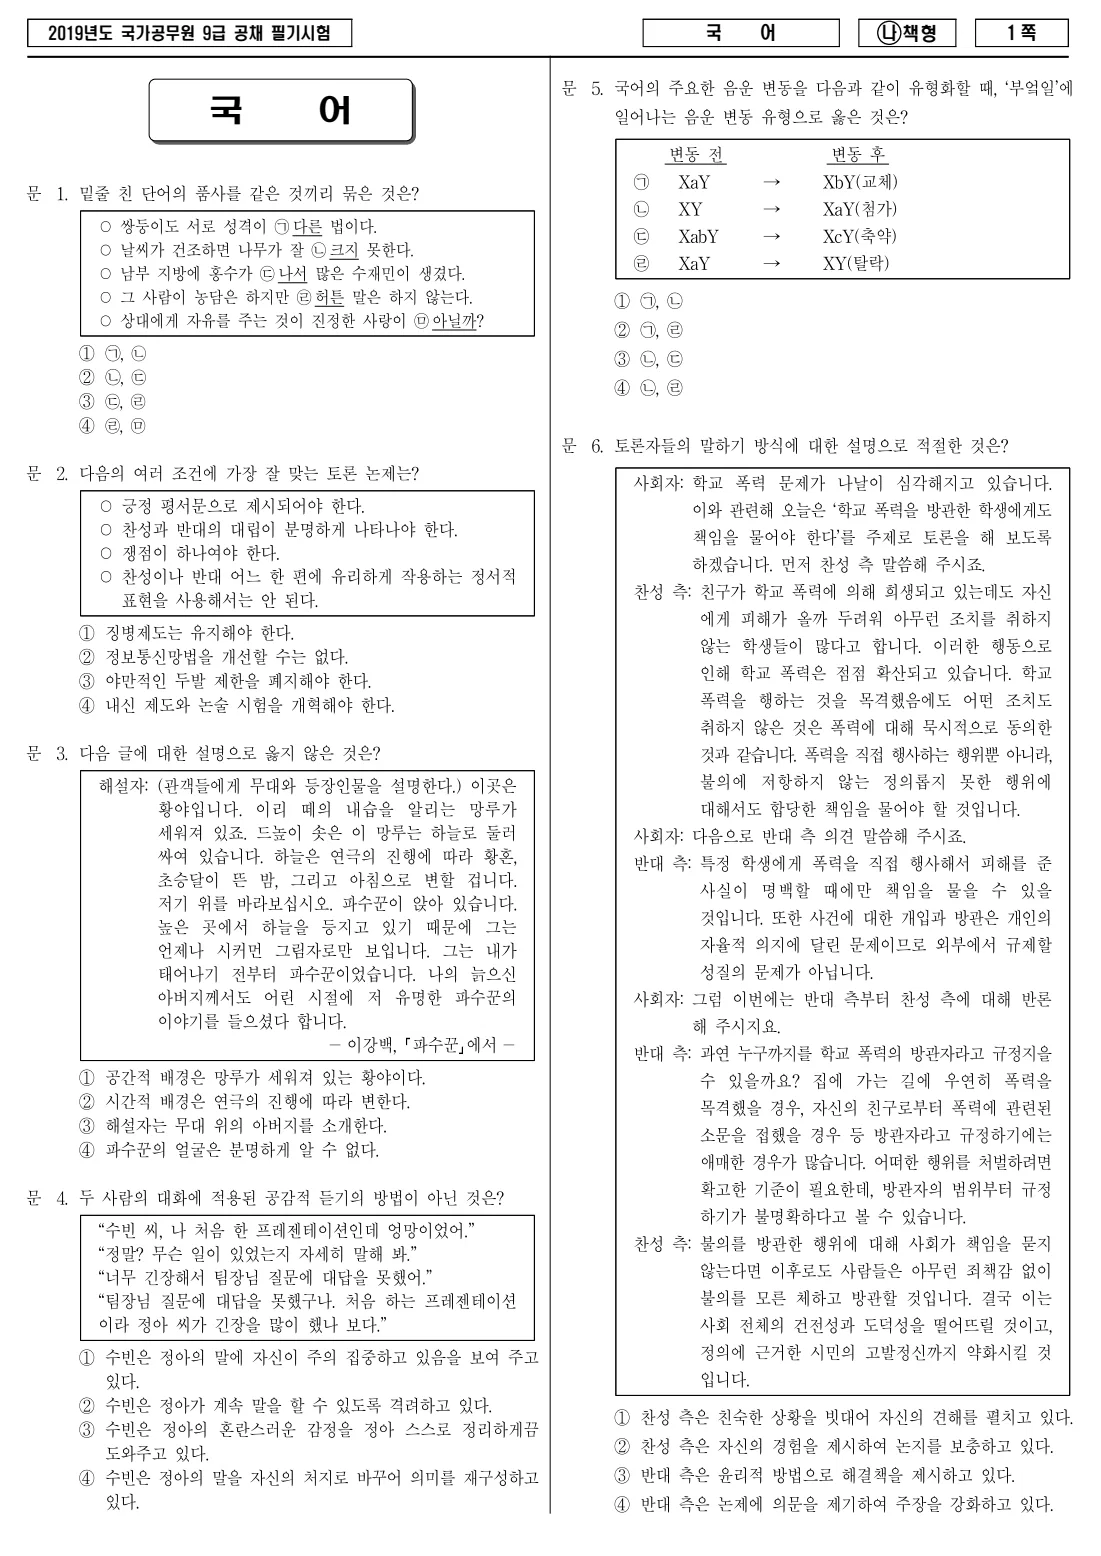 2019년도 국가공무원 9급 공채 필기시험
국 어
㉯책형
1 쪽
국 어
문 1. 밑줄 친 단어의 품사를 같은 것끼리 묶은 것은?
○ 쌍둥이도 서로 성격이 ㉠다른 법이다.
○ 날씨가 건조하면 나무가 잘 ㉡크지 못한다.
○ 남부 지방에 홍수가 ㉢나서 많은 수재민이 생겼다.
○ 그 사람이 농담은 하지만 ㉣허튼 말은 하지 않는다.
○ 상대에게 자유를 주는 것이 진정한 사랑이 ㉤아닐까?
① ㉠, ㉡
② ㉡, ㉢
③ ㉢, ㉣
④ ㉣, ㉤
문 2. 다음의 여러 조건에 가장 잘 맞는 토론 논제는?
○ 긍정 평서문으로 제시되어야 한다.
○ 찬성과 반대의 대립이 분명하게 나타나야 한다.
○ 쟁점이 하나여야 한다.
○ 찬성이나 반대 어느 한 편에 유리하게 작용하는 정서적
표현을 사용해서는 안 된다.
① 징병제도는 유지해야 한다.
② 정보통신망법을 개선할 수는 없다.
③ 야만적인 두발 제한을 폐지해야 한다.
④ 내신 제도와 논술 시험을 개혁해야 한다.
문 3. 다음 글에 대한 설명으로 옳지 않은 것은?
해설자: (관객들에게 무대와 등장인물을 설명한다.) 이곳은
황야입니다. 이리 떼의 내습을 알리는 망루가
세워져 있죠. 드높이 솟은 이 망루는 하늘로 둘러
싸여 있습니다. 하늘은 연극의 진행에 따라 황혼,
초승달이 뜬 밤, 그리고 아침으로 변할 겁니다.
저기 위를 바라보십시오. 파수꾼이 앉아 있습니다.
높은 곳에서 하늘을 등지고 있기 때문에 그는
언제나 시커먼 그림자로만 보입니다. 그는 내가
태어나기 전부터 파수꾼이었습니다. 나의 늙으신
아버지께서도 어린 시절에 저 유명한 파수꾼의
이야기를 들으셨다 합니다.
－ 이강백, 「파수꾼」에서 －
① 공간적 배경은 망루가 세워져 있는 황야이다.
② 시간적 배경은 연극의 진행에 따라 변한다.
③ 해설자는 무대 위의 아버지를 소개한다.
④ 파수꾼의 얼굴은 분명하게 알 수 없다.
문 4. 두 사람의 대화에 적용된 공감적 듣기의 방법이 아닌 것은?
“수빈 씨, 나 처음 한 프레젠테이션인데 엉망이었어.”
“정말? 무슨 일이 있었는지 자세히 말해 봐.”
“너무 긴장해서 팀장님 질문에 대답을 못했어.”
“팀장님 질문에 대답을 못했구나. 처음 하는 프레젠테이션
이라 정아 씨가 긴장을 많이 했나 보다.”
① 수빈은 정아의 말에 자신이 주의 집중하고 있음을 보여 주고
있다.
② 수빈은 정아가 계속 말을 할 수 있도록 격려하고 있다.
③ 수빈은 정아의 혼란스러운 감정을 정아 스스로 정리하게끔
도와주고 있다.
④ 수빈은 정아의 말을 자신의 처지로 바꾸어 의미를 재구성하고
있다.
문 5. 국어의 주요한 음운 변동을 다음과 같이 유형화할 때, ‘부엌일’에
일어나는 음운 변동 유형으로 옳은 것은?
변동 전 변동 후
㉠ XaY → XbY(교체)
㉡ XY → XaY(첨가)
㉢ XabY → XcY(축약)
㉣ XaY → XY(탈락)
① ㉠, ㉡
② ㉠, ㉣
③ ㉡, ㉢
④ ㉡, ㉣
문 6. 토론자들의 말하기 방식에 대한 설명으로 적절한 것은?
사회자: 학교 폭력 문제가 나날이 심각해지고 있습니다.
이와 관련해 오늘은 ‘학교 폭력을 방관한 학생에게도
책임을 물어야 한다’를 주제로 토론을 해 보도록
하겠습니다. 먼저 찬성 측 말씀해 주시죠.
찬성 측: 친구가 학교 폭력에 의해 희생되고 있는데도 자신
에게 피해가 올까 두려워 아무런 조치를 취하지
않는 학생들이 많다고 합니다. 이러한 행동으로
인해 학교 폭력은 점점 확산되고 있습니다. 학교
폭력을 행하는 것을 목격했음에도 어떤 조치도
취하지 않은 것은 폭력에 대해 묵시적으로 동의한
것과 같습니다. 폭력을 직접 행사하는 행위뿐 아니라,
불의에 저항하지 않는 정의롭지 못한 행위에
대해서도 합당한 책임을 물어야 할 것입니다.
사회자: 다음으로 반대 측 의견 말씀해 주시죠.
반대 측: 특정 학생에게 폭력을 직접 행사해서 피해를 준
사실이 명백할 때에만 책임을 물을 수 있을
것입니다. 또한 사건에 대한 개입과 방관은 개인의
자율적 의지에 달린 문제이므로 외부에서 규제할
성질의 문제가 아닙니다.
사회자: 그럼 이번에는 반대 측부터 찬성 측에 대해 반론
해 주시지요.
반대 측: 과연 누구까지를 학교 폭력의 방관자라고 규정지을
수 있을까요? 집에 가는 길에 우연히 폭력을
목격했을 경우, 자신의 친구로부터 폭력에 관련된
소문을 접했을 경우 등 방관자라고 규정하기에는
애매한 경우가 많습니다. 어떠한 행위를 처벌하려면
확고한 기준이 필요한데, 방관자의 범위부터 규정
하기가 불명확하다고 볼 수 있습니다.
찬성 측: 불의를 방관한 행위에 대해 사회가 책임을 묻지
않는다면 이후로도 사람들은 아무런 죄책감 없이
불의를 모른 체하고 방관할 것입니다. 결국 이는
사회 전체의 건전성과 도덕성을 떨어뜨릴 것이고,
정의에 근거한 시민의 고발정신까지 약화시킬 것
입니다.
① 찬성 측은 친숙한 상황을 빗대어 자신의 견해를 펼치고 있다.
② 찬성 측은 자신의 경험을 제시하여 논지를 보충하고 있다.
③ 반대 측은 윤리적 방법으로 해결책을 제시하고 있다.
④ 반대 측은 논제에 의문을 제기하여 주장을 강화하고 있다.